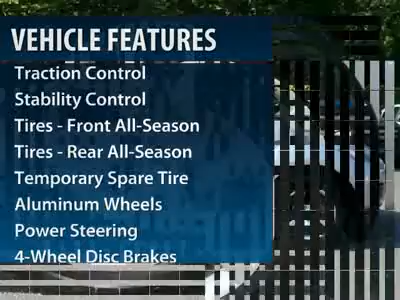 VEHICLE FEATURES
Traction Control
Stability Control
Tires - Front All-Season
Tires - Rear All-Season
Temporary Spare Tire
Aluminum Wheels
Power Steering
4-Wheel Disc Brakes